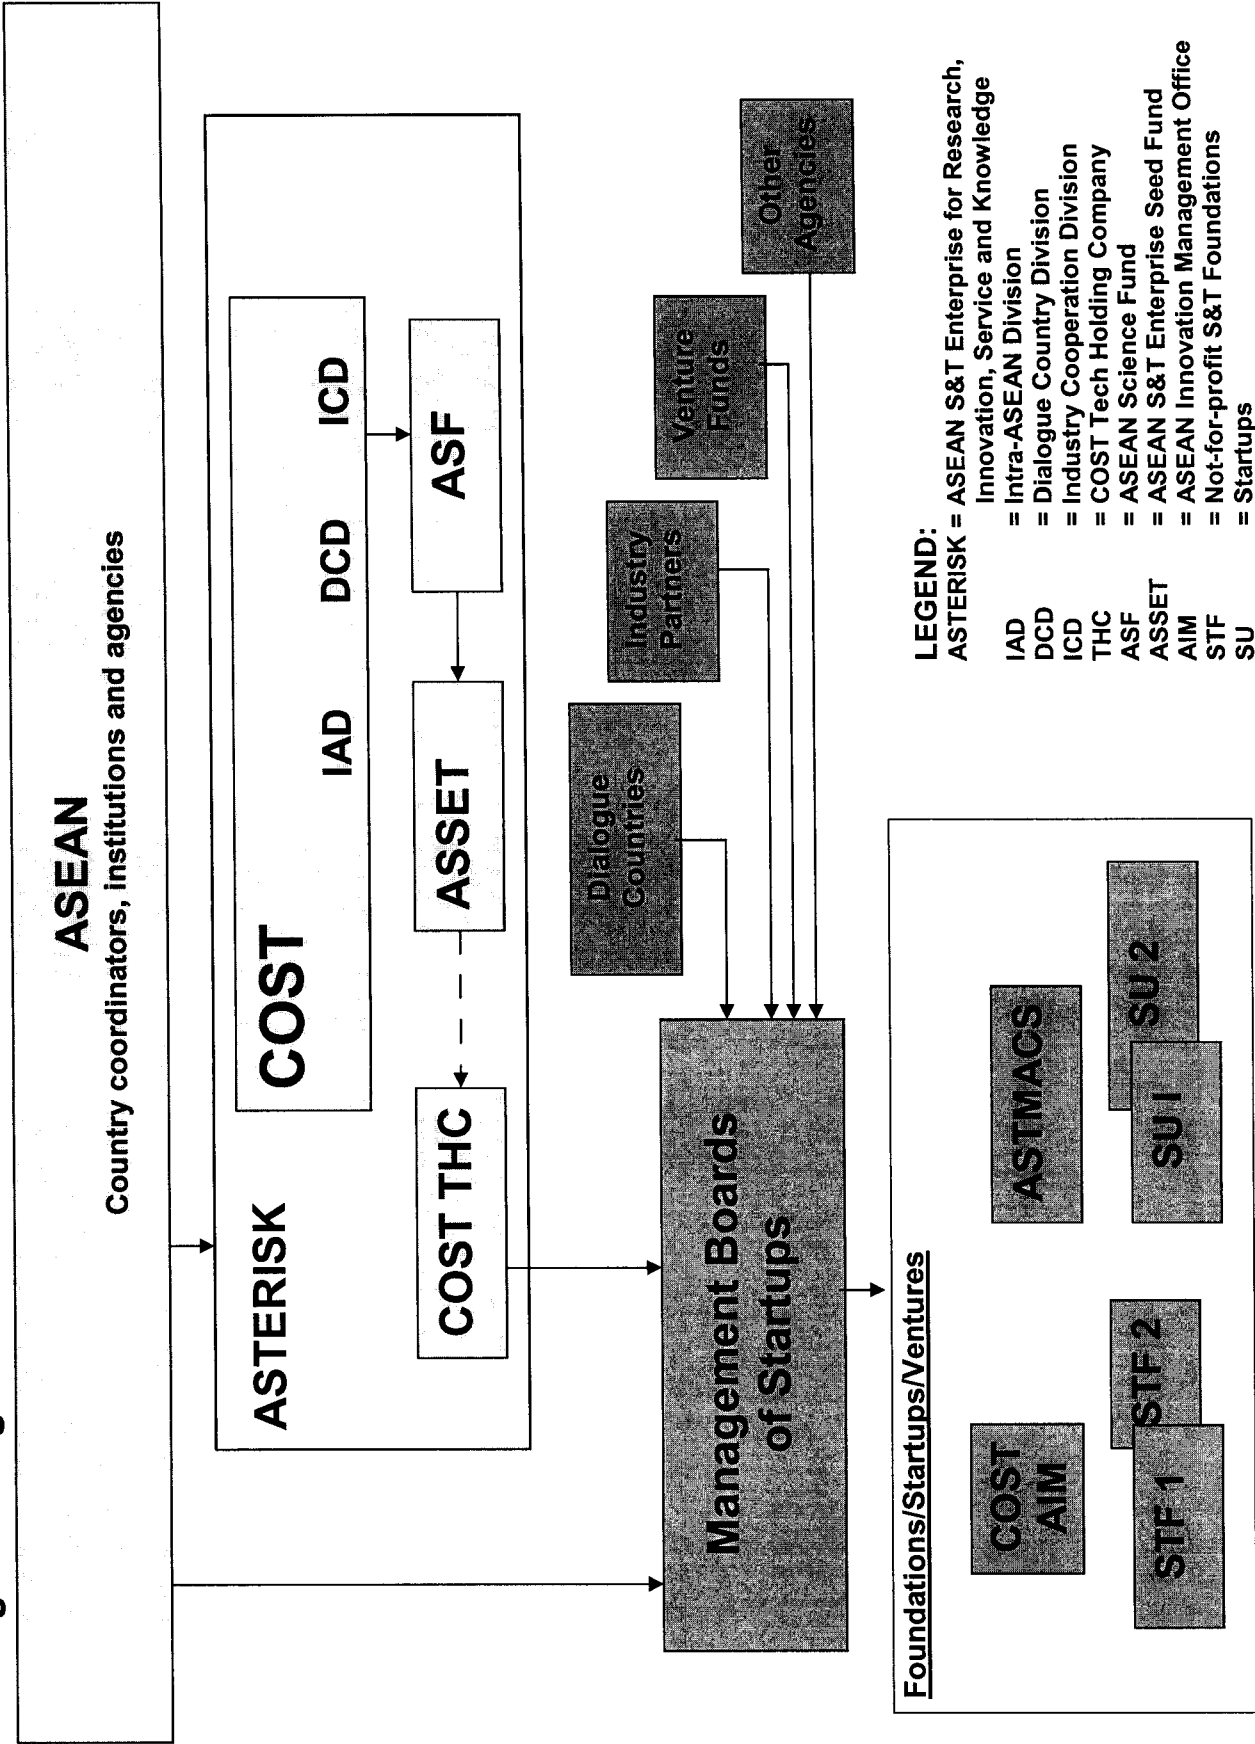 ASEAN
Country coordinators, institutions and agencies
ASTERISK
COST
IAD DCD ICD
COST THC
ASSET
ASF
Dialogue
Countries
Industry
Partners
Venture
Funds
Other
Agencies
Management Boards
of Startups
Foundations/Startups/Ventures
COST
AIM
ASTMACS
STF 1
STF 2
SU I
SU 2
LEGEND:
ASTERISK = ASEAN S&T Enterprise for Research,
Innovation, Service and Knowledge
IAD = Intra-ASEAN Division
DCD = Dialogue Country Division
ICD = Industry Cooperation Division
THC = COST Tech Holding Company
ASF = ASEAN Science Fund
ASSET = ASEAN S&T Enterprise Seed Fund
AIM = ASEAN Innovation Management Office
STF = Not-for-profit S&T Foundations
SU = Startups